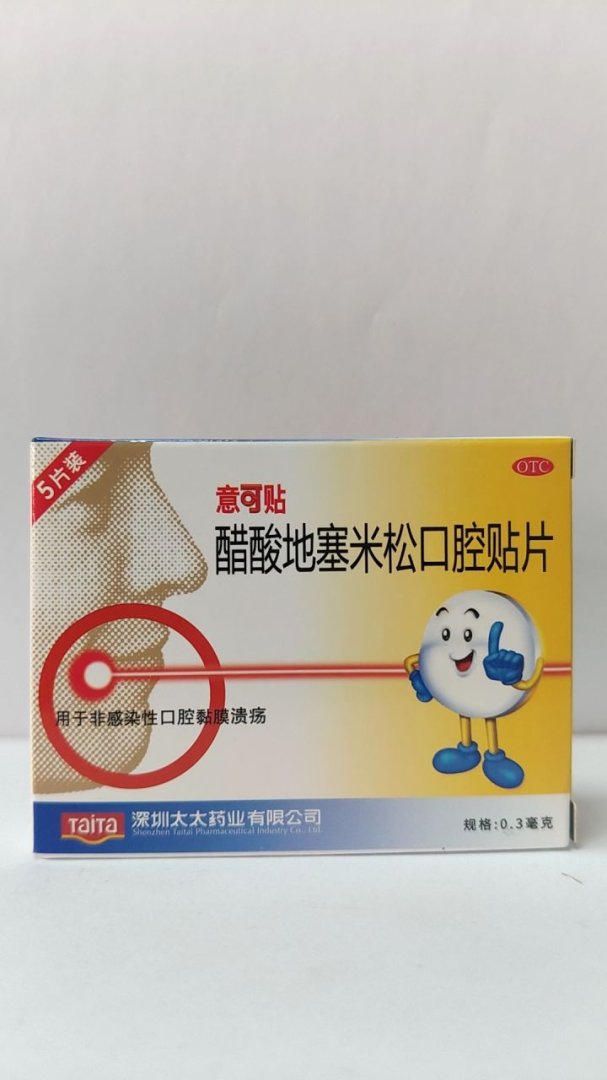 5片装
OTC
意可贴
醋酸地塞米松口腔贴片
用于非感染性口腔黏膜溃疡
Taita
深圳太太药业有限公司
Shenzhen Taitai Pharmaceutical Industry Co., Ltd.
规格:0.3毫克